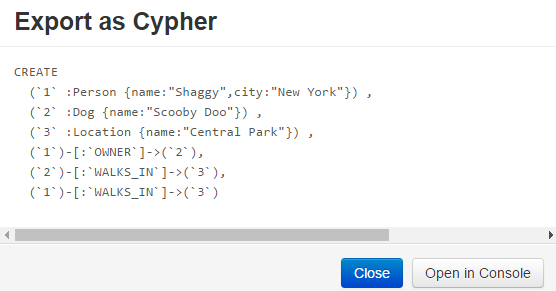 Export as Cypher
CREATE
(`1` :Person {name:"Shaggy",city:"New York"}) ,
(`2` :Dog {name:"Scooby Doo"}) ,
(`3` :Location {name:"Central Park"}) ,
(`1`)-[:`OWNER`]->(`2`),
(`2`)-[:`WALKS_IN`]->(`3`),
(`1`)-[:`WALKS_IN`]->(`3`)
Close Open in Console